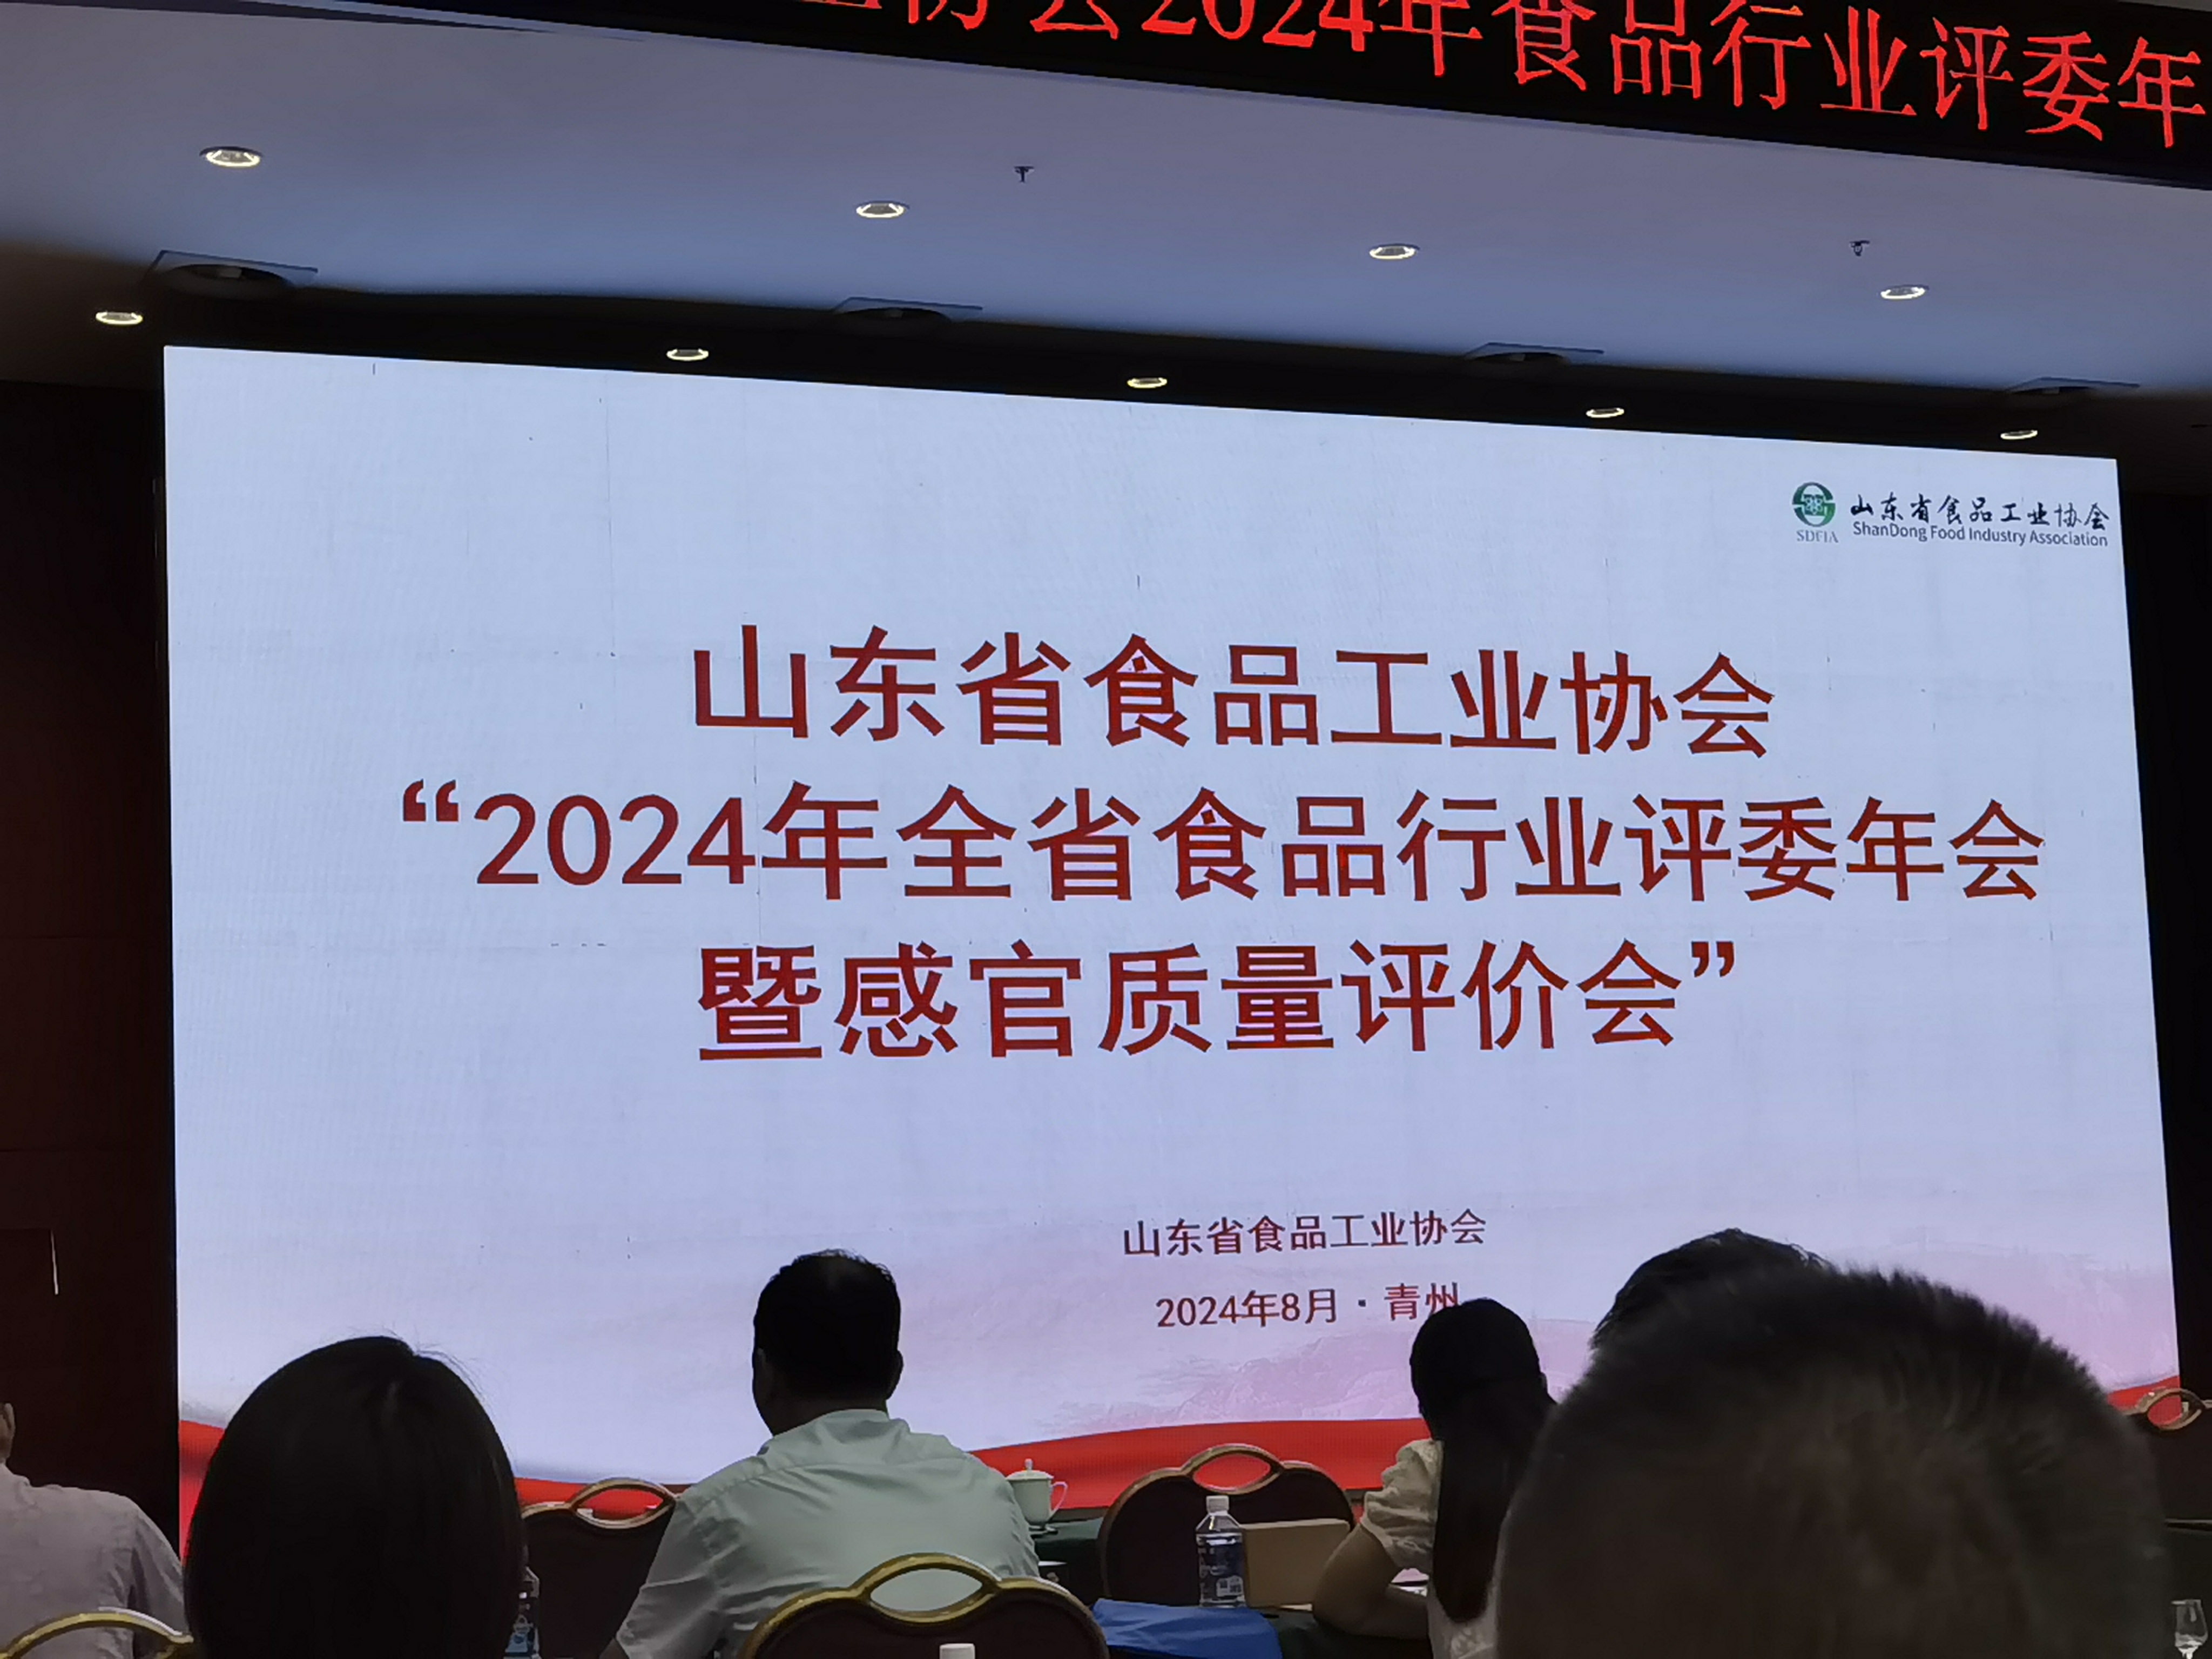 协会2024年食品行业评委年
山东省食品工业协会
SDFIA
ShanDong Food Industry Association
山东省食品工业协会
“2024年全省食品行业评委年会
暨感官质量评价会”
山东省食品工业协会
2024年8月·青州